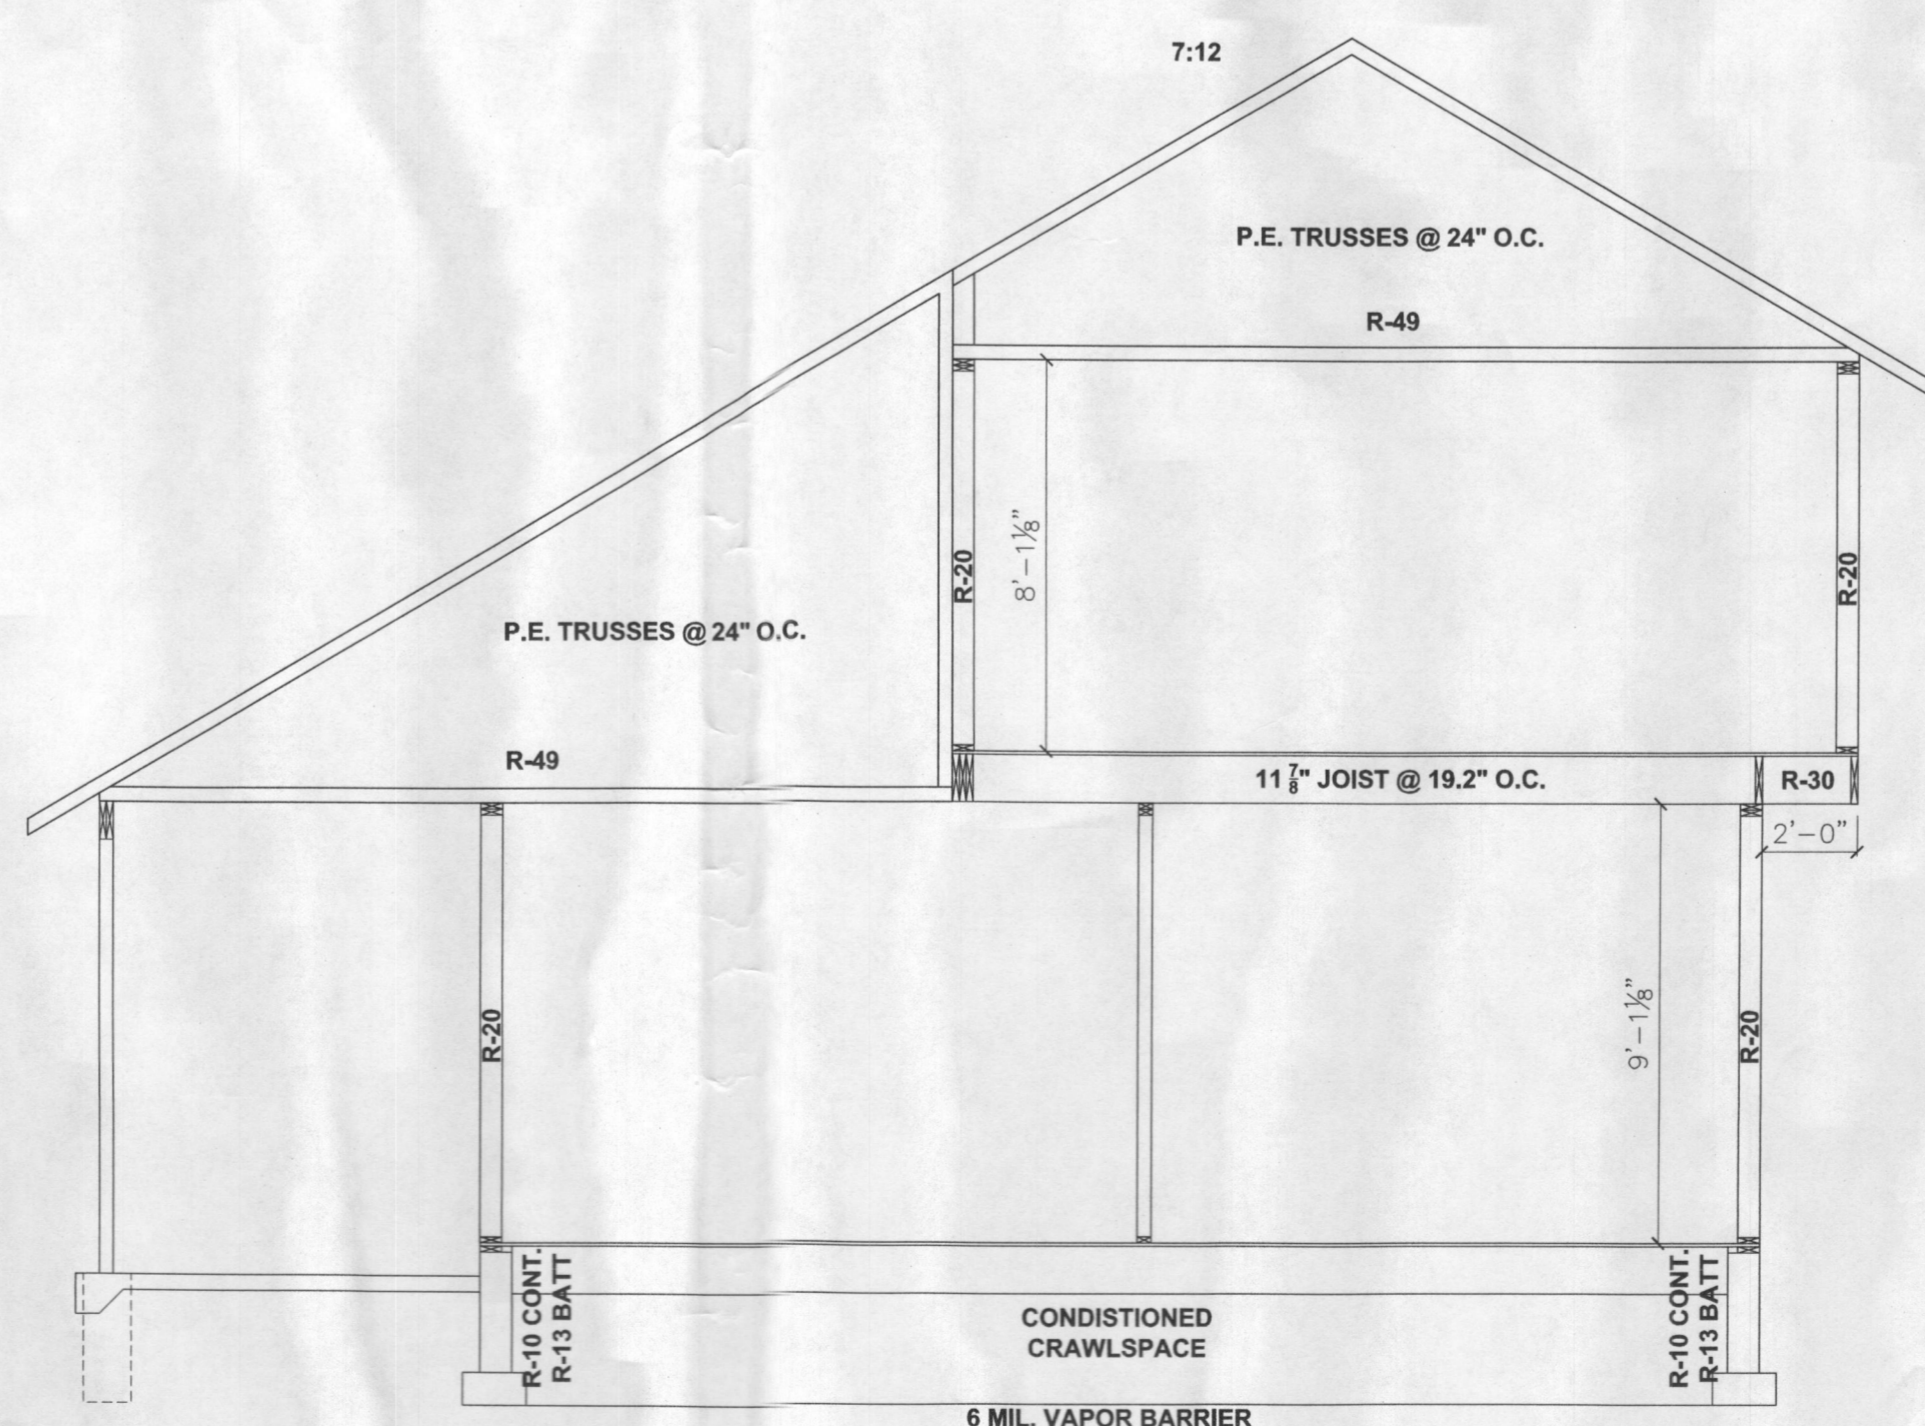 7:12
P.E. TRUSSES @ 24" O.C.
R-49
8'-1⅛"
R-20
R-20
P.E. TRUSSES @ 24" O.C.
R-49
11 ⅞" JOIST @ 19.2" O.C.
R-30
2'-0"
R-20
9'-1⅛"
R-20
R-10 CONT.
R-13 BATT
CONDISTIONED
CRAWLSPACE
R-10 CONT.
R-13 BATT
6 MIL. VAPOR BARRIER